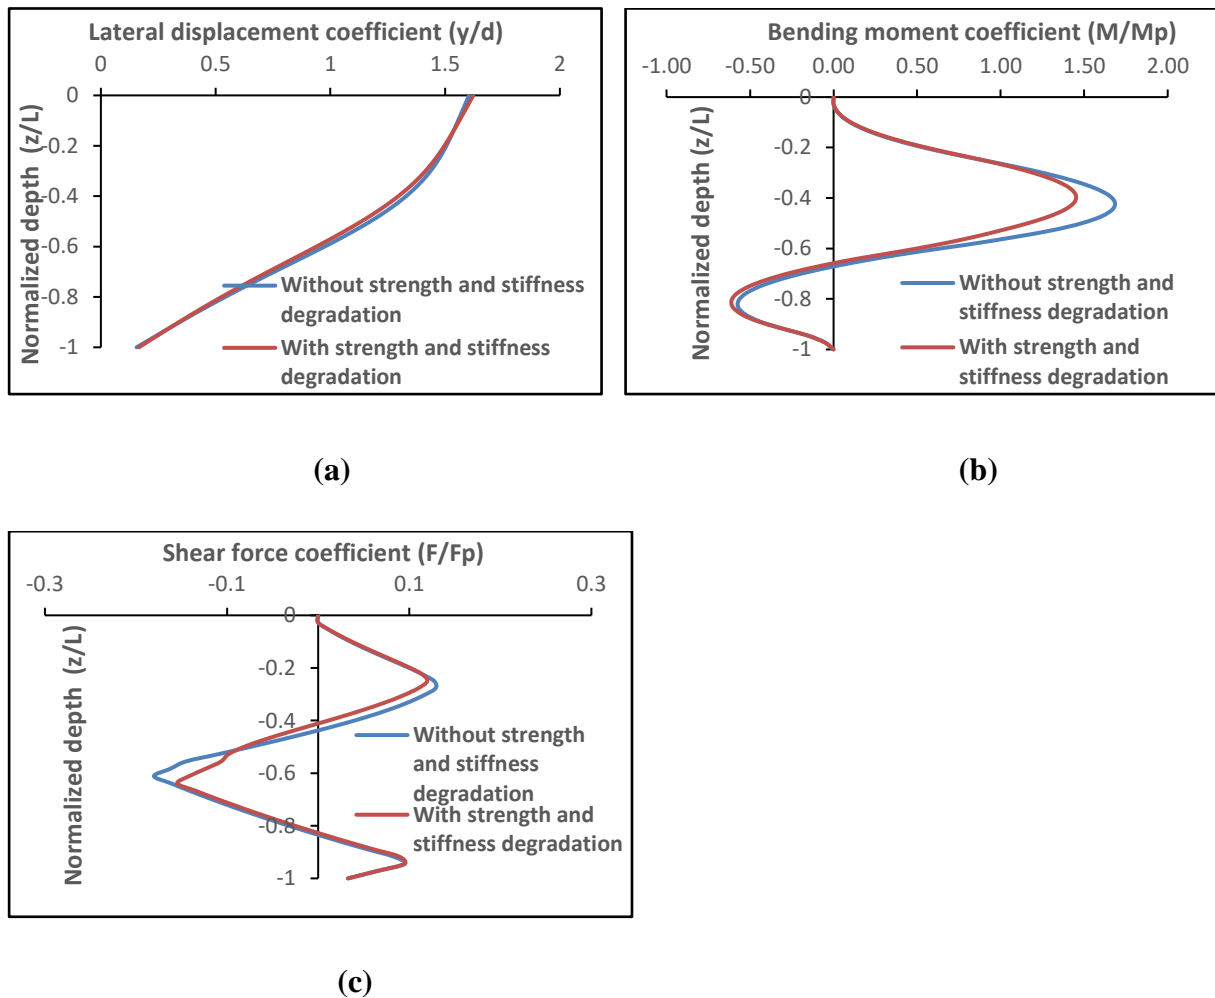 Lateral displacement coefficient (y/d)
0 0.5 1 1.5 2
0
-0.2
-0.4
-0.6
-0.8
-1
Normalized depth (z/L)
Without strength and stiffness
degradation
With strength and stiffness
degradation
(a)
Bending moment coefficient (M/Mp)
-1.00 -0.50 0.00 0.50 1.00 1.50 2.00
0
-0.2
-0.4
-0.6
-0.8
-1
Normalized depth (z/L)
Without strength and
stiffness degradation
With strength and
stiffness degradation
(b)
Shear force coefficient (F/Fp)
-0.3 -0.1 0.1 0.3
0
-0.2
-0.4
-0.6
-0.8
-1
Normalized depth (z/L)
Without strength
and stiffness
degradation
With strength and
stiffness degradation
(c)